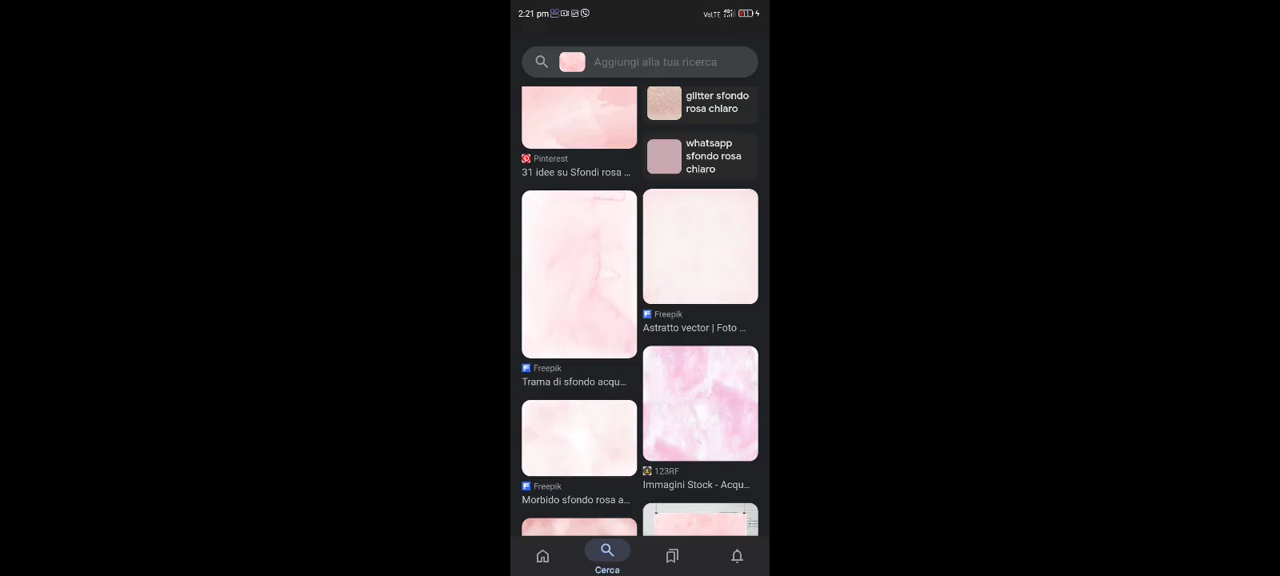 2:21 pm
VoLTE 4G
Aggiungi alla tua ricerca
glitter sfondo
rosa chiaro
whatsapp
sfondo rosa
chiaro
Pinterest
31 idee su Sfondi rosa ...
Freepik
Astratto vector | Foto ...
Freepik
Trama di sfondo acqu...
123RF
Immagini Stock - Acqu...
Freepik
Morbido sfondo rosa a...
Cerca